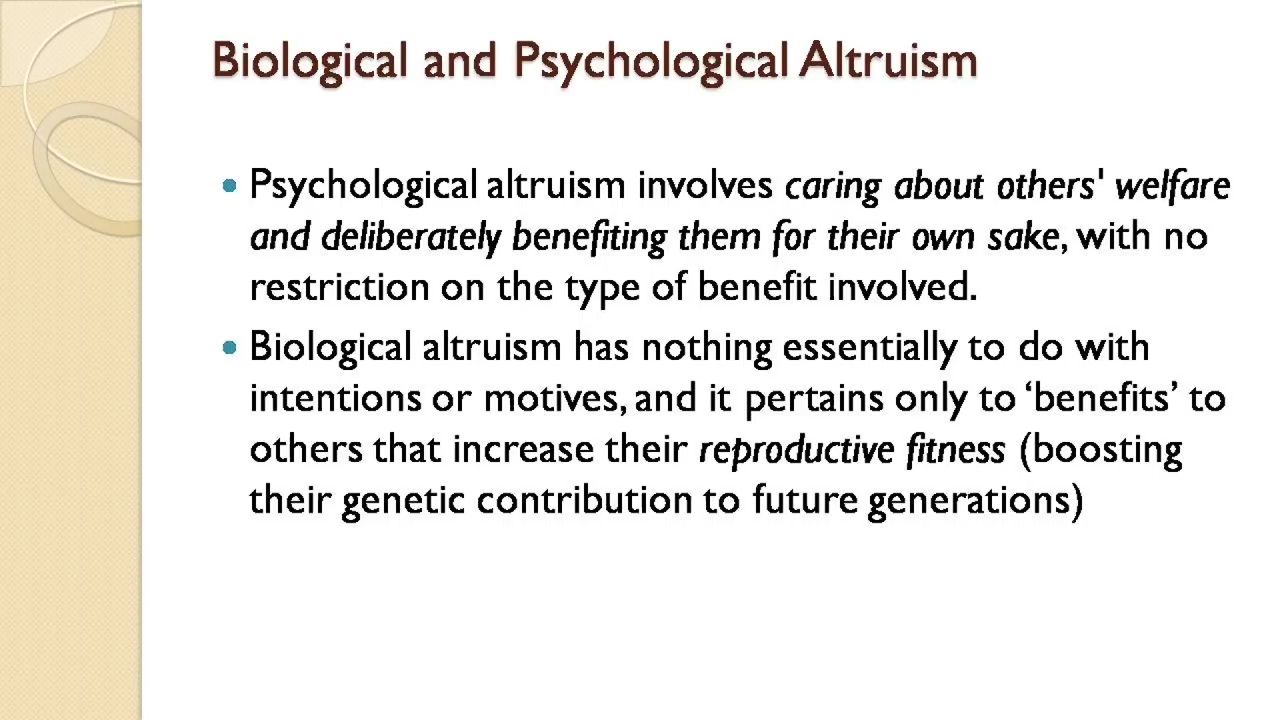 Biological and Psychological Altruism
• Psychological altruism involves caring about others' welfare
and deliberately benefiting them for their own sake, with no
restriction on the type of benefit involved.
• Biological altruism has nothing essentially to do with
intentions or motives, and it pertains only to ‘benefits’ to
others that increase their reproductive fitness (boosting
their genetic contribution to future generations)